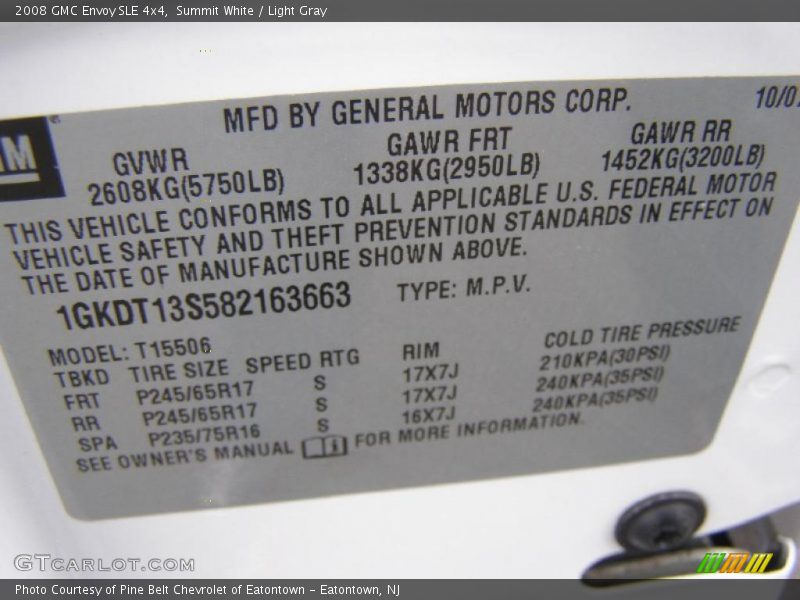 2008 GMC Envoy SLE 4x4, Summit White / Light Gray
MFD BY GENERAL MOTORS CORP.
10/07
GVWR GAWR FRT GAWR RR
2608KG(5750LB) 1338KG(2950LB) 1452KG(3200LB)
THIS VEHICLE CONFORMS TO ALL APPLICABLE U.S. FEDERAL MOTOR
VEHICLE SAFETY AND THEFT PREVENTION STANDARDS IN EFFECT ON
THE DATE OF MANUFACTURE SHOWN ABOVE.
1GKDT13S582163663 TYPE: M.P.V.
MODEL: T15506
TBKD TIRE SIZE SPEED RTG RIM COLD TIRE PRESSURE
FRT P245/65R17 S 17X7J 210KPA(30PSI)
RR P245/65R17 S 17X7J 240KPA(35PSI)
SPA P235/75R16 S 16X7J 240KPA(35PSI)
SEE OWNER'S MANUAL FOR MORE INFORMATION.
GTCARLOT.COM
Photo Courtesy of Pine Belt Chevrolet of Eatontown – Eatontown, NJ